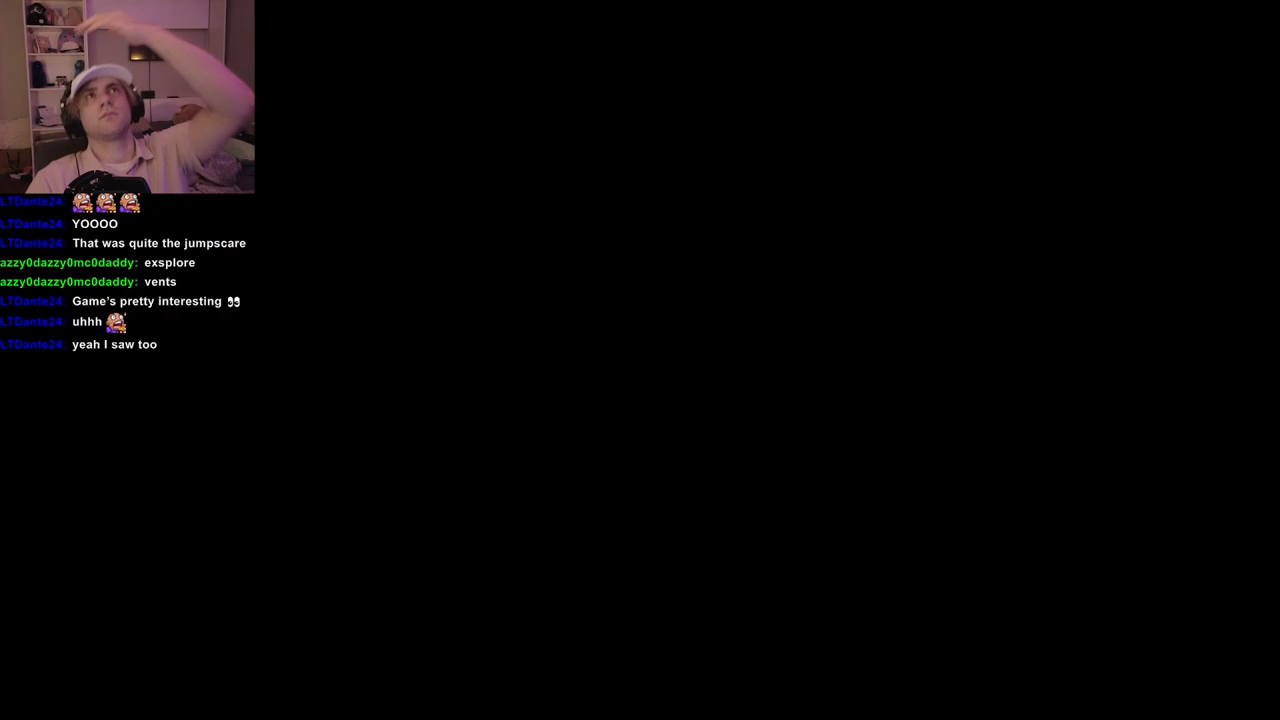 LTDante24:
LTDante24: YOOOO
LTDante24: That was quite the jumpscare
azzy0dazzy0mc0daddy: exsplore
azzy0dazzy0mc0daddy: vents
LTDante24: Game's pretty interesting 👀
LTDante24: uhhh
LTDante24: yeah I saw too